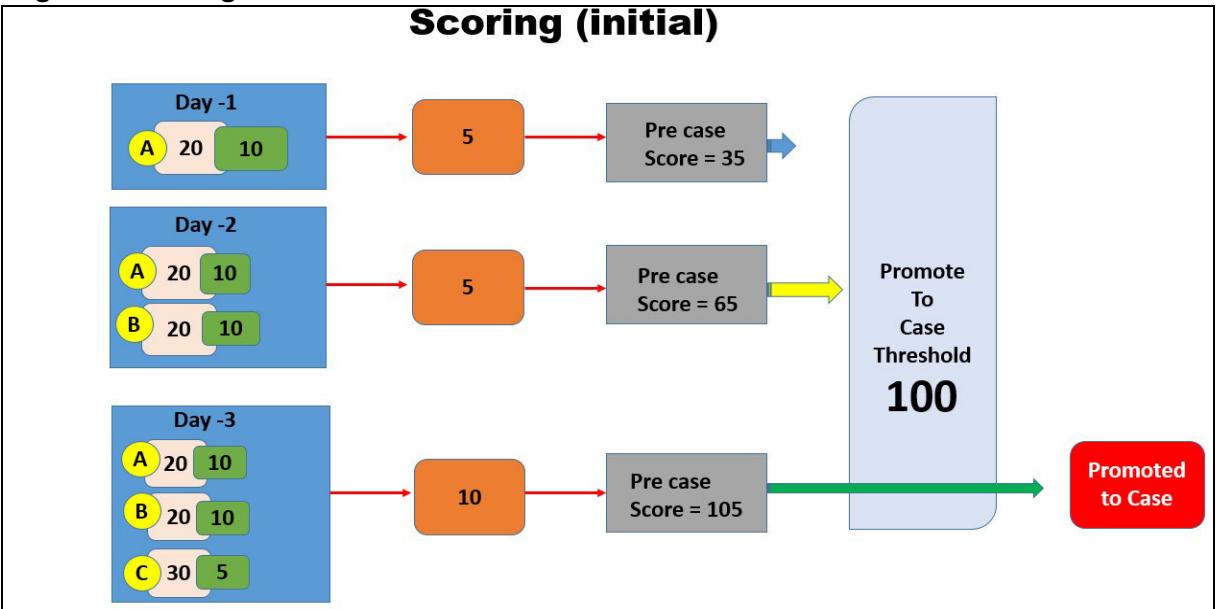 Scoring (initial)
Day -1
A 20 10
5
Pre case
Score = 35
Day -2
A 20 10
B 20 10
5
Pre case
Score = 65
Promote
To
Case
Threshold
100
Day -3
A 20 10
B 20 10
C 30 5
10
Pre case
Score = 105
Promoted
to Case